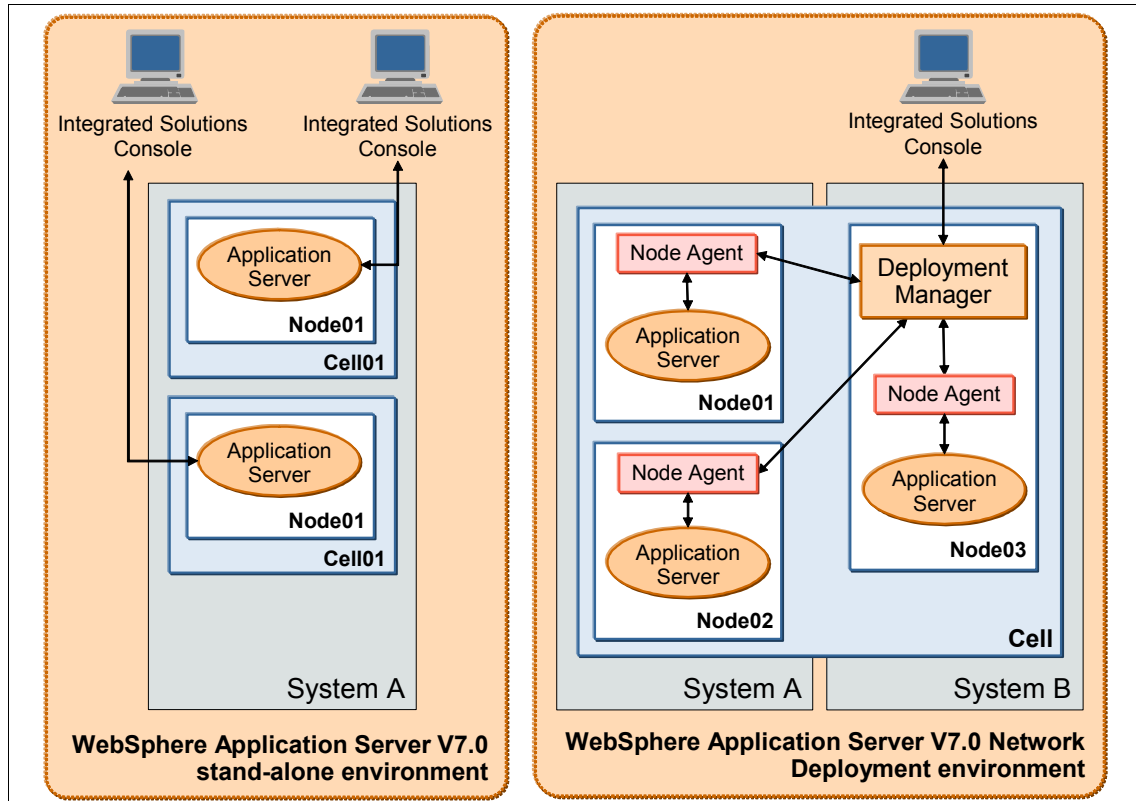 Integrated Solutions
Console
Integrated Solutions
Console
Application
Server
Node01
Cell01
Application
Server
Node01
Cell01
System A
WebSphere Application Server V7.0
stand-alone environment
Integrated Solutions
Console
Node Agent
Application
Server
Node01
Node Agent
Application
Server
Node02
Deployment
Manager
Node Agent
Application
Server
Node03
Cell
System A
System B
WebSphere Application Server V7.0 Network
Deployment environment